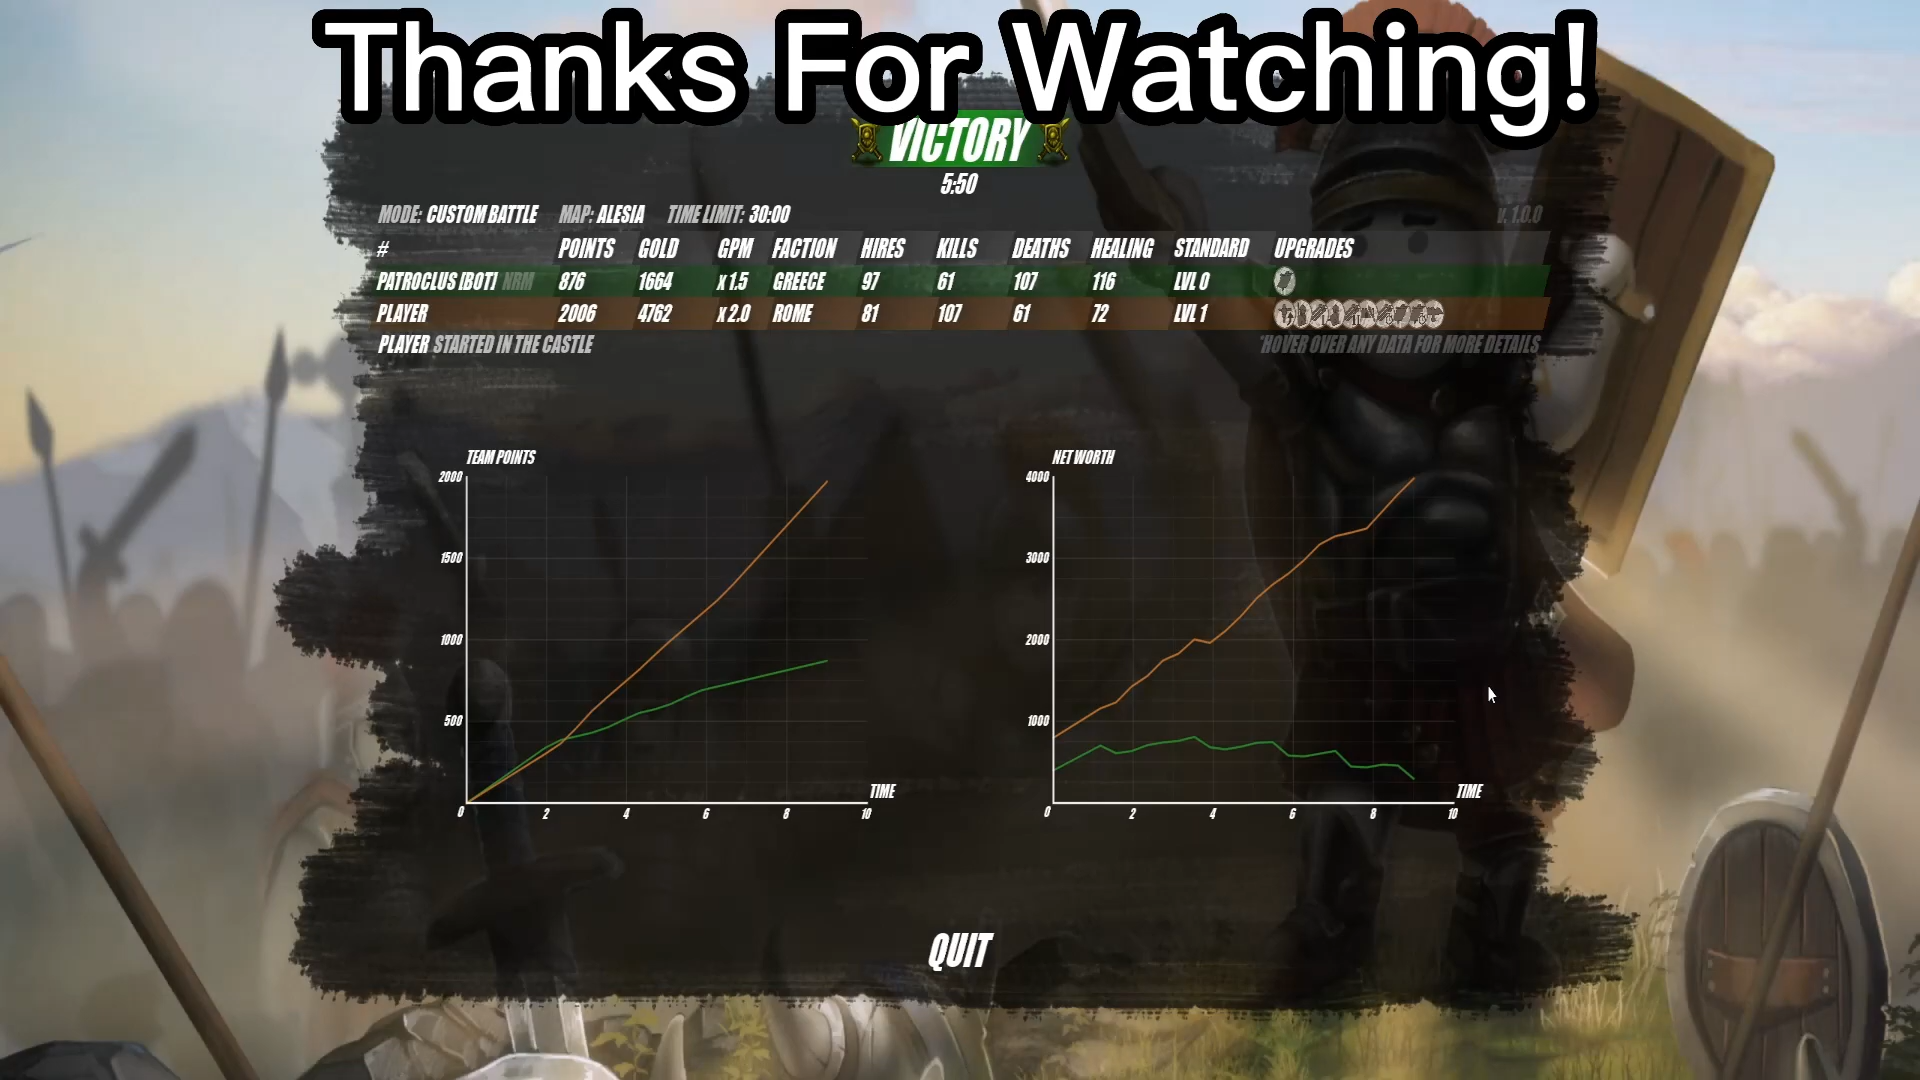 Thanks For Watching!
VICTORY
5:50
MODE: CUSTOM BATTLE MAP: ALESIA TIME LIMIT: 30:00 v. 1.0.0
# POINTS GOLD GPM FACTION HIRES KILLS DEATHS HEALING STANDARD UPGRADES
PATROCLUS [BOT] NRM 876 1664 x 1.5 GREECE 97 61 107 116 LVL 0
PLAYER 2006 4762 x 2.0 ROME 81 107 61 72 LVL 1
PLAYER STARTED IN THE CASTLE *HOVER OVER ANY DATA FOR MORE DETAILS
TEAM POINTS
2000
1500
1000
500
0 2 4 6 8 10
TIME
NET WORTH
4000
3000
2000
1000
0 2 4 6 8 10
TIME
QUIT